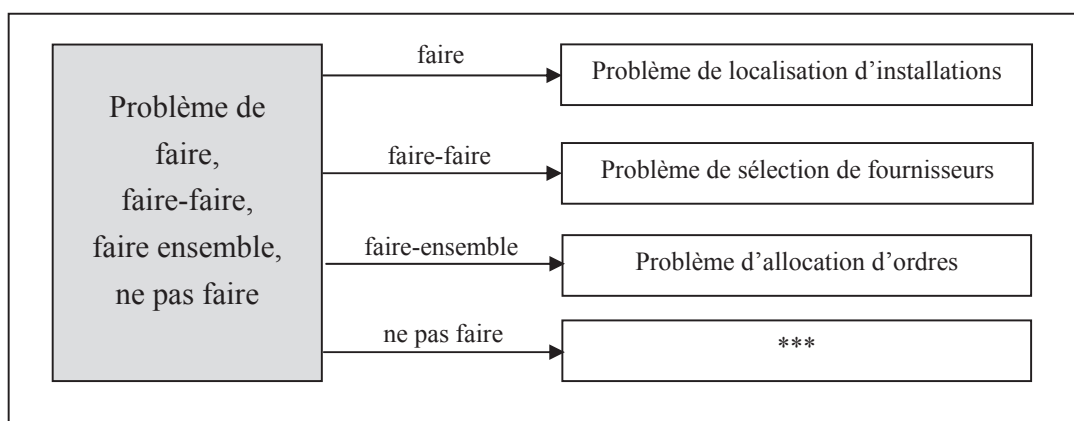 Problème de
faire,
faire-faire,
faire ensemble,
ne pas faire
faire
Problème de localisation d’installations
faire-faire
Problème de sélection de fournisseurs
faire-ensemble
Problème d’allocation d’ordres
ne pas faire
***